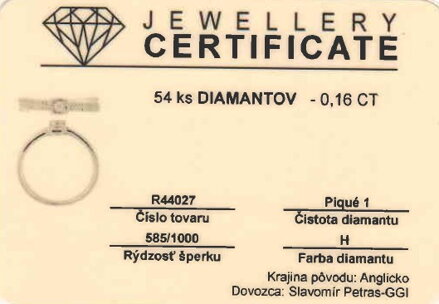 JEWELLERY
CERTIFICATE
54 ks DIAMANTOV - 0,16 CT
R44027 Piqué 1
Číslo tovaru Čistota diamantu
585/1000 H
Rýdzosť šperku Farba diamantu
Krajina pôvodu: Anglicko
Dovozca: Slavomír Petras-GGI